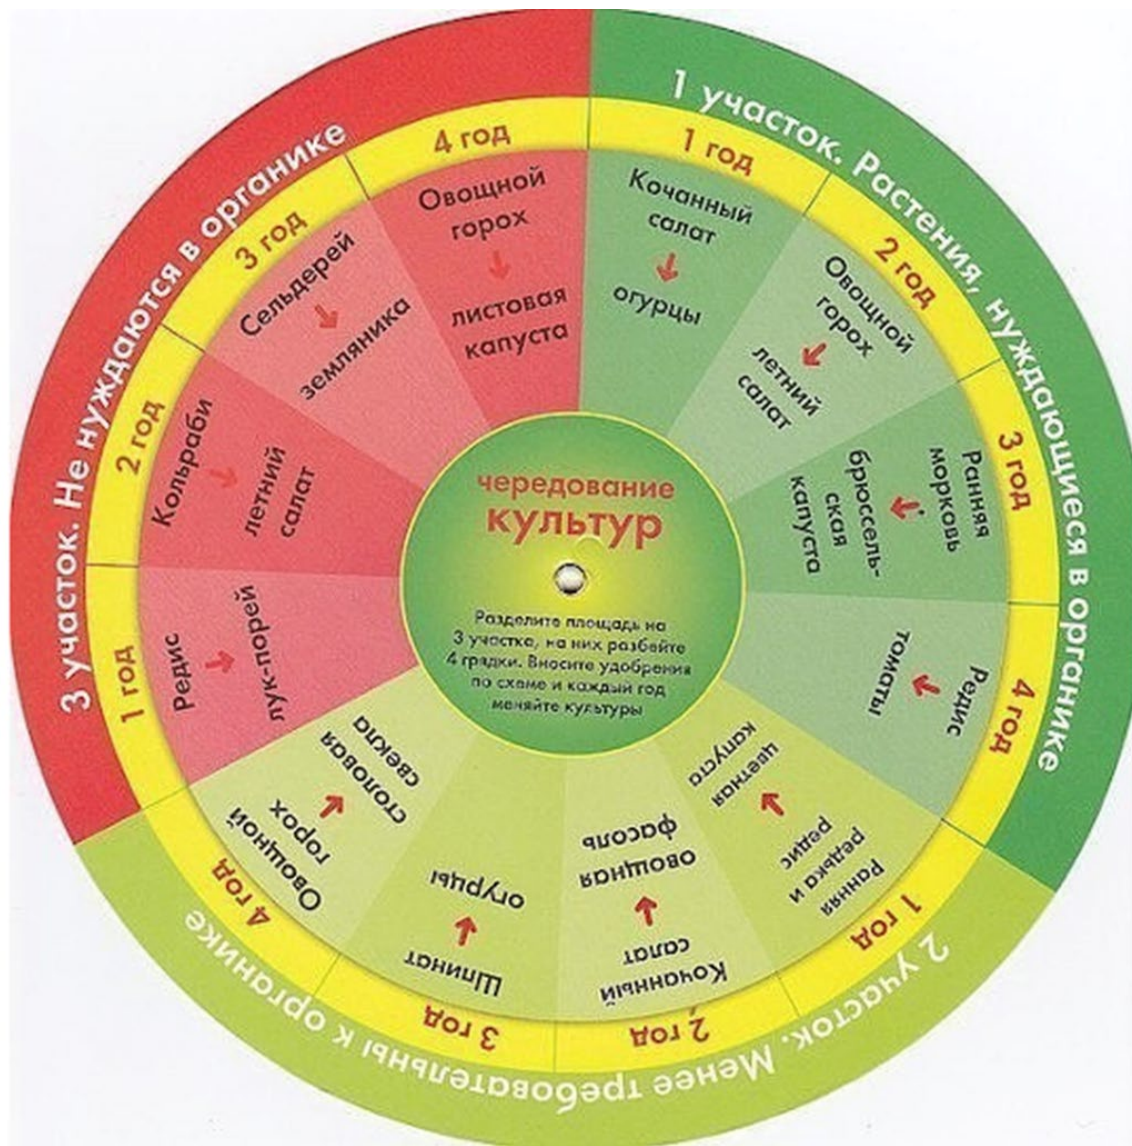 1 участок. Растения, нуждающиеся в органике
1 год
Кочанный
салат
огурцы
2 год
Овощной
горох
летний
салат
3 год
Ранняя
морковь
брюссель-
ская
капуста
4 год
Редис
томаты
2 участок. Менее требовательны к органике
1 год
Ранняя
редька и
редис
цветная
капуста
2 год
Кочанный
салат
овощная
фасоль
3 год
Шпинат
огурцы
4 год
Овощной
горох
столовая
свекла
3 участок. Не нуждаются в органике
1 год
Редис
лук-порей
2 год
Кольраби
летний
салат
3 год
Сельдерей
земляника
4 год
Овощной
горох
листовая
капуста
чередование
культур
Разделите площадь на
3 участка, на них разбейте
4 грядки. Вносите удобрения
по схеме и каждый год
меняйте культуры